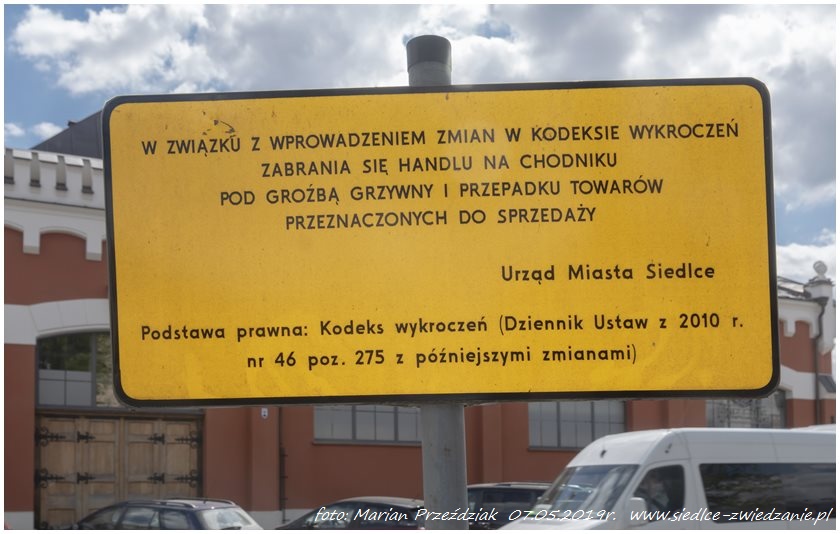 W ZWIĄZKU Z WPROWADZENIEM ZMIAN W KODEKSIE WYKROCZEŃ
ZABRANIA SIĘ HANDLU NA CHODNIKU
POD GROŹBĄ GRZYWNY I PRZEPADKU TOWARÓW
PRZEZNACZONYCH DO SPRZEDAŻY
Urząd Miasta Siedlce
Podstawa prawna: Kodeks wykroczeń (Dziennik Ustaw z 2010 r.
nr 46 poz. 275 z późniejszymi zmianami)
foto: Marian Przeździak 07.05.2019r. www.siedlce-zwiedzanie.pl